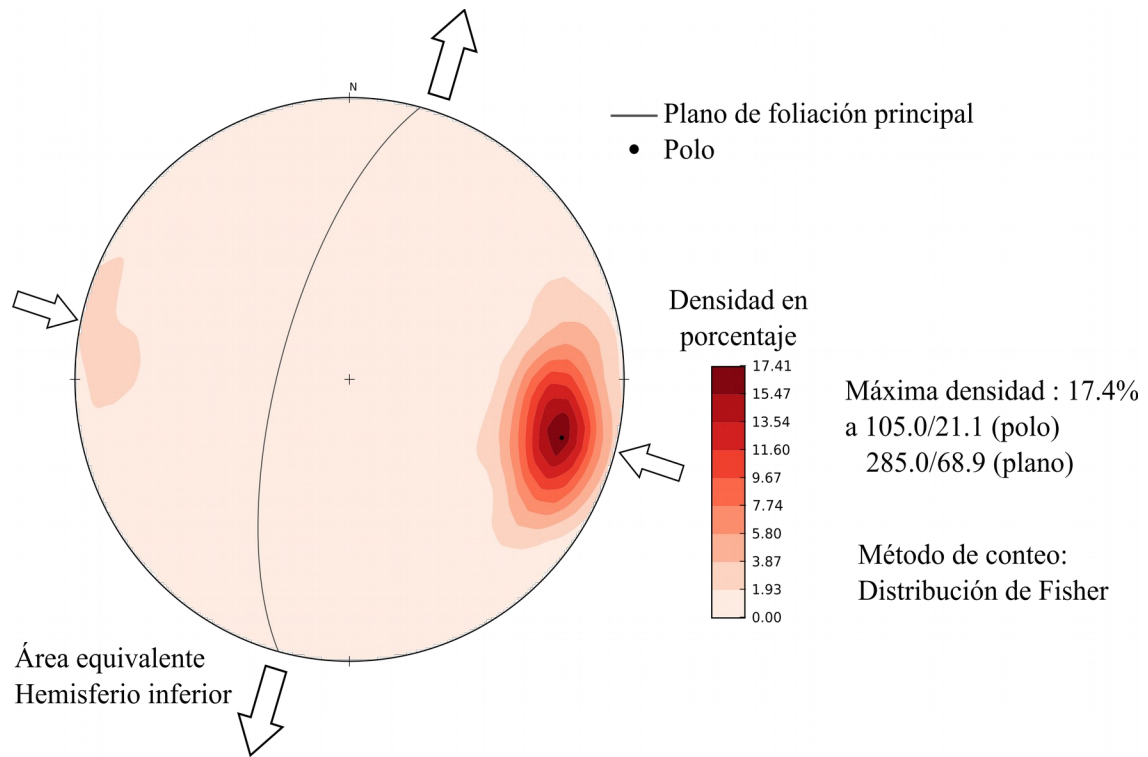 N
Plano de foliación principal
Polo
Densidad en
porcentaje
17.41
15.47
13.54
11.60
9.67
7.74
5.80
3.87
1.93
0.00
Máxima densidad : 17.4%
a 105.0/21.1 (polo)
285.0/68.9 (plano)
Método de conteo:
Distribución de Fisher
Área equivalente
Hemisferio inferior